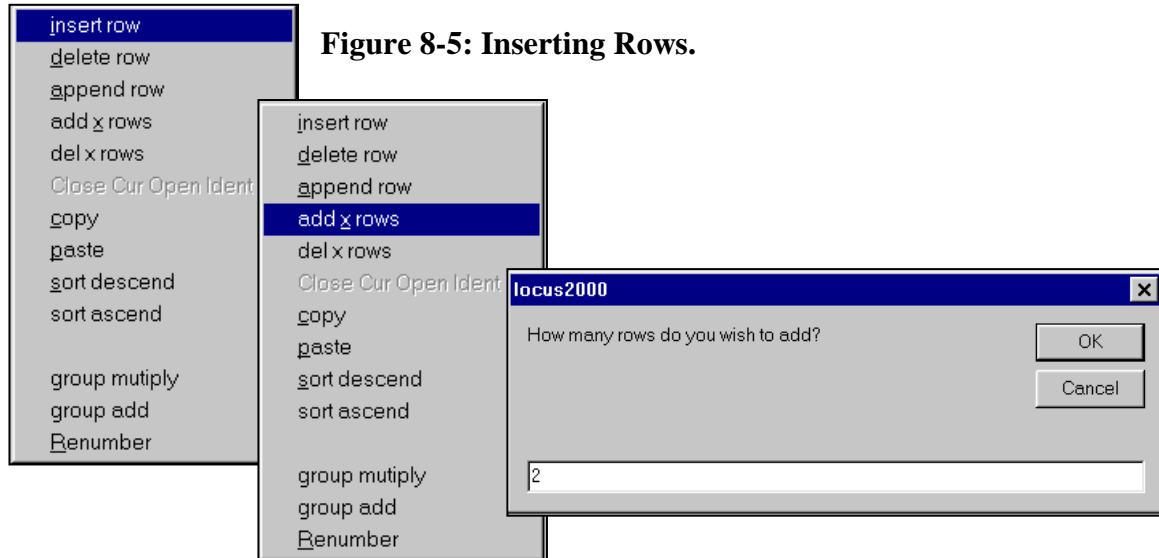 Figure 8-5: Inserting Rows.
insert row
delete row
append row
add x rows
del x rows
Close Cur Open Ident
copy
paste
sort descend
sort ascend
group mutiply
group add
Renumber
insert row
delete row
append row
add x rows
del x rows
Close Cur Open Ident
copy
paste
sort descend
sort ascend
group mutiply
group add
Renumber
locus2000
How many rows do you wish to add?
OK
Cancel
2